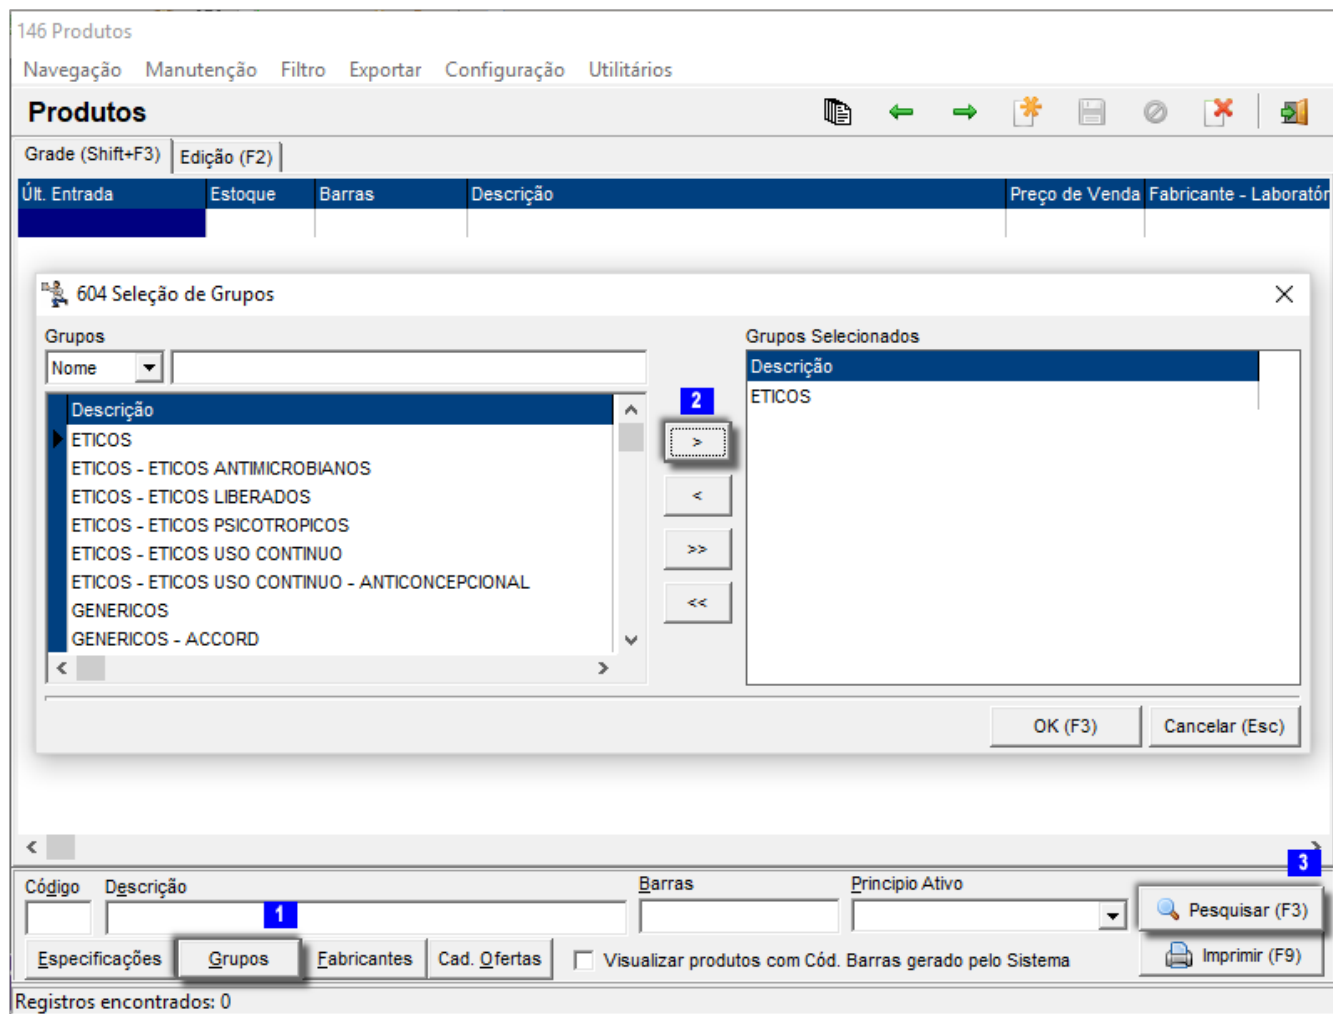 146 Produtos
Navegação Manutenção Filtro Exportar Configuração Utilitários
Produtos
Grade (Shift+F3) Edição (F2)
Últ. Entrada Estoque Barras Descrição Preço de Venda Fabricante - Laboratór
604 Seleção de Grupos
Grupos
Grupos Selecionados
Nome
Descrição
Descrição
2
ETICOS
ETICOS
>
ETICOS - ETICOS ANTIMICROBIANOS
ETICOS - ETICOS LIBERADOS
<
ETICOS - ETICOS PSICOTROPICOS
ETICOS - ETICOS USO CONTINUO
>>
ETICOS - ETICOS USO CONTINUO - ANTICONCEPCIONAL
GENERICOS
<<
GENERICOS - ACCORD
OK (F3) Cancelar (Esc)
3
Código Descrição Barras Principio Ativo
1
Pesquisar (F3)
Especificações Grupos Fabricantes Cad. Ofertas Visualizar produtos com Cód. Barras gerado pelo Sistema Imprimir (F9)
Registros encontrados: 0